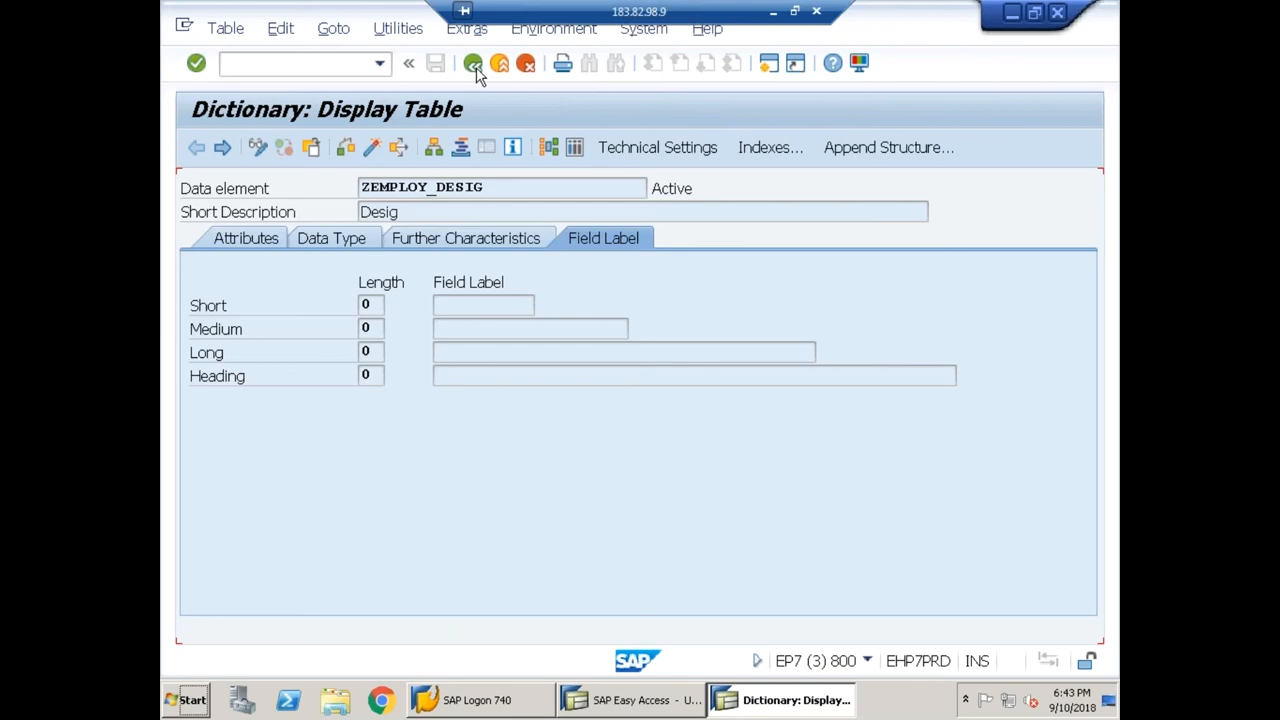 183.82.98.9
Table Edit Goto Utilities Extras Environment System Help
Dictionary: Display Table
Technical Settings Indexes... Append Structure...
Data element ZEMPLOY_DESIG Active
Short Description Desig
Attributes Data Type Further Characteristics Field Label
Length Field Label
Short 0
Medium 0
Long 0
Heading 0
SAP EP7 (3) 800 EHP7PRD INS
Start SAP Logon 740 SAP Easy Access - U... Dictionary: Display... 6:43 PM
9/10/2018